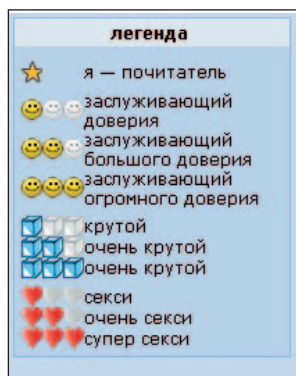 легенда
я — почитатель
заслуживающий
доверия
заслуживающий
большого доверия
заслуживающий
огромного доверия
крутой
очень крутой
очень крутой
секси
очень секси
супер секси